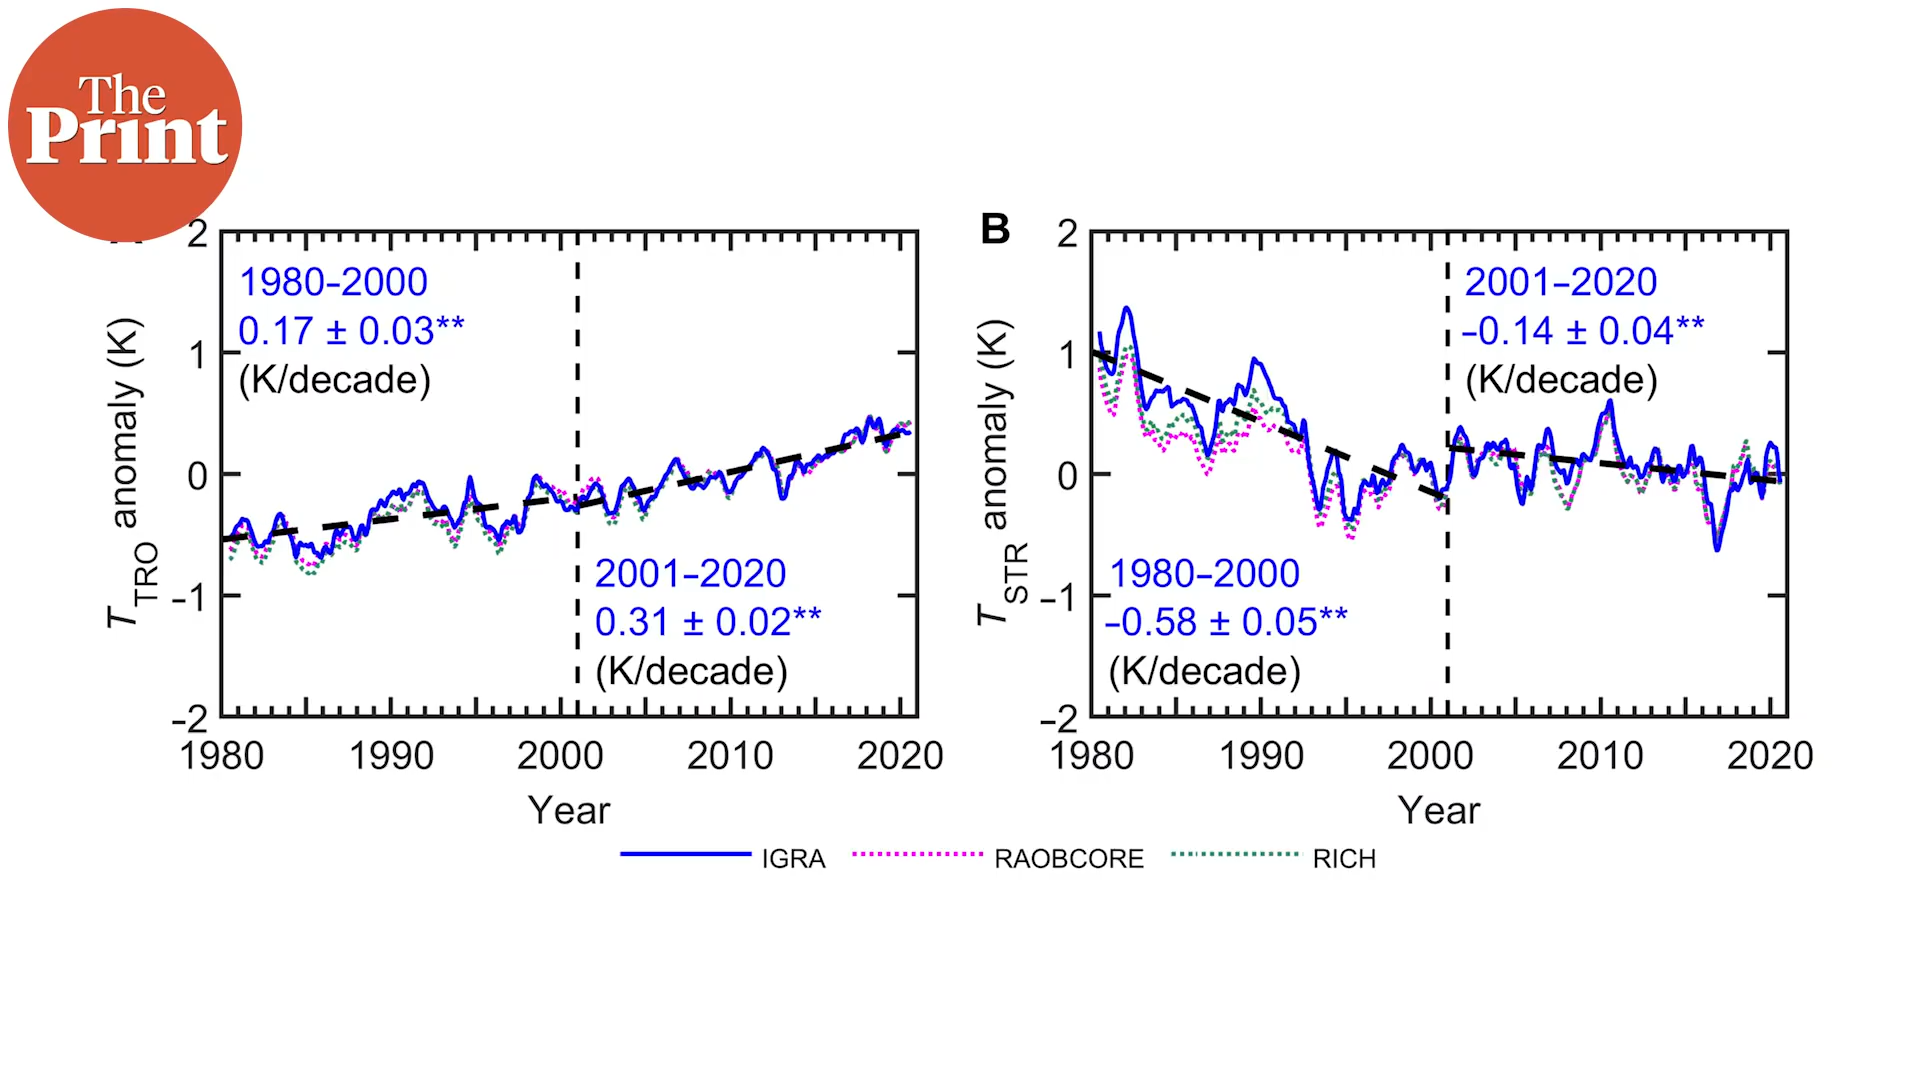 The
Print
2
1
0
–1
–2
T_TRO anomaly (K)
1980–2000
0.17 ± 0.03**
(K/decade)
2001–2020
0.31 ± 0.02**
(K/decade)
1980 1990 2000 2010 2020
Year
B
2
1
0
–1
–2
T_STR anomaly (K)
2001–2020
–0.14 ± 0.04**
(K/decade)
1980–2000
–0.58 ± 0.05**
(K/decade)
1980 1990 2000 2010 2020
Year
IGRA RAOBCORE RICH